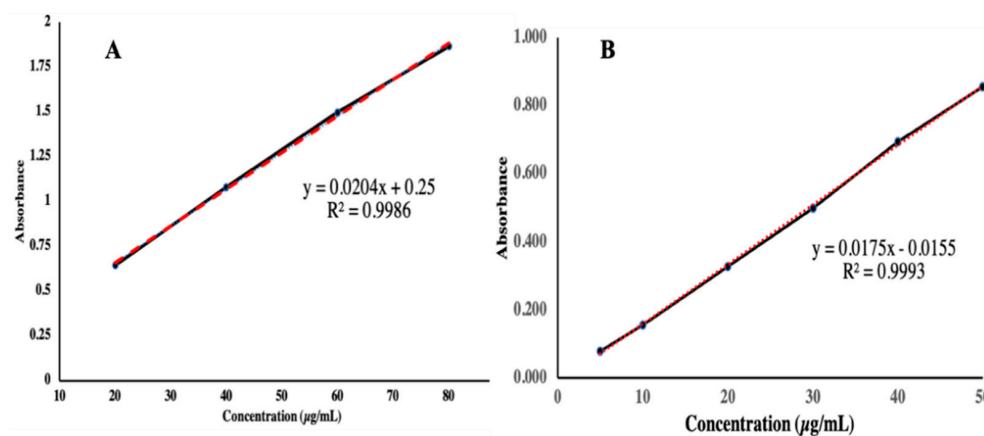 A
2
1.75
1.5
1.25
1
0.75
0.5
0.25
0
Absorbance
y = 0.0204x + 0.25
R² = 0.9986
10 20 30 40 50 60 70 80
Concentration (µg/mL)
B
1.000
0.800
0.600
0.400
0.200
0.000
Absorbance
y = 0.0175x - 0.0155
R² = 0.9993
0 10 20 30 40 50
Concentration (µg/mL)